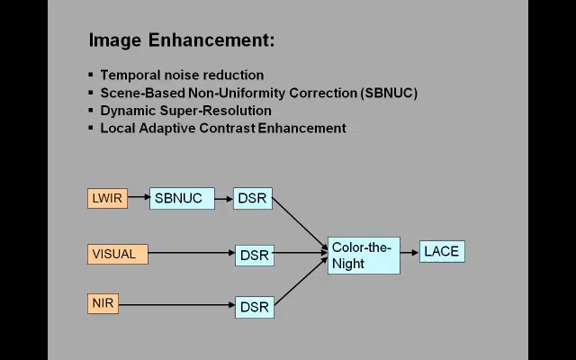 Image Enhancement:
▪ Temporal noise reduction
▪ Scene-Based Non-Uniformity Correction (SBNUC)
▪ Dynamic Super-Resolution
▪ Local Adaptive Contrast Enhancement
LWIR
SBNUC
DSR
VISUAL
DSR
Color-the-
Night
LACE
NIR
DSR